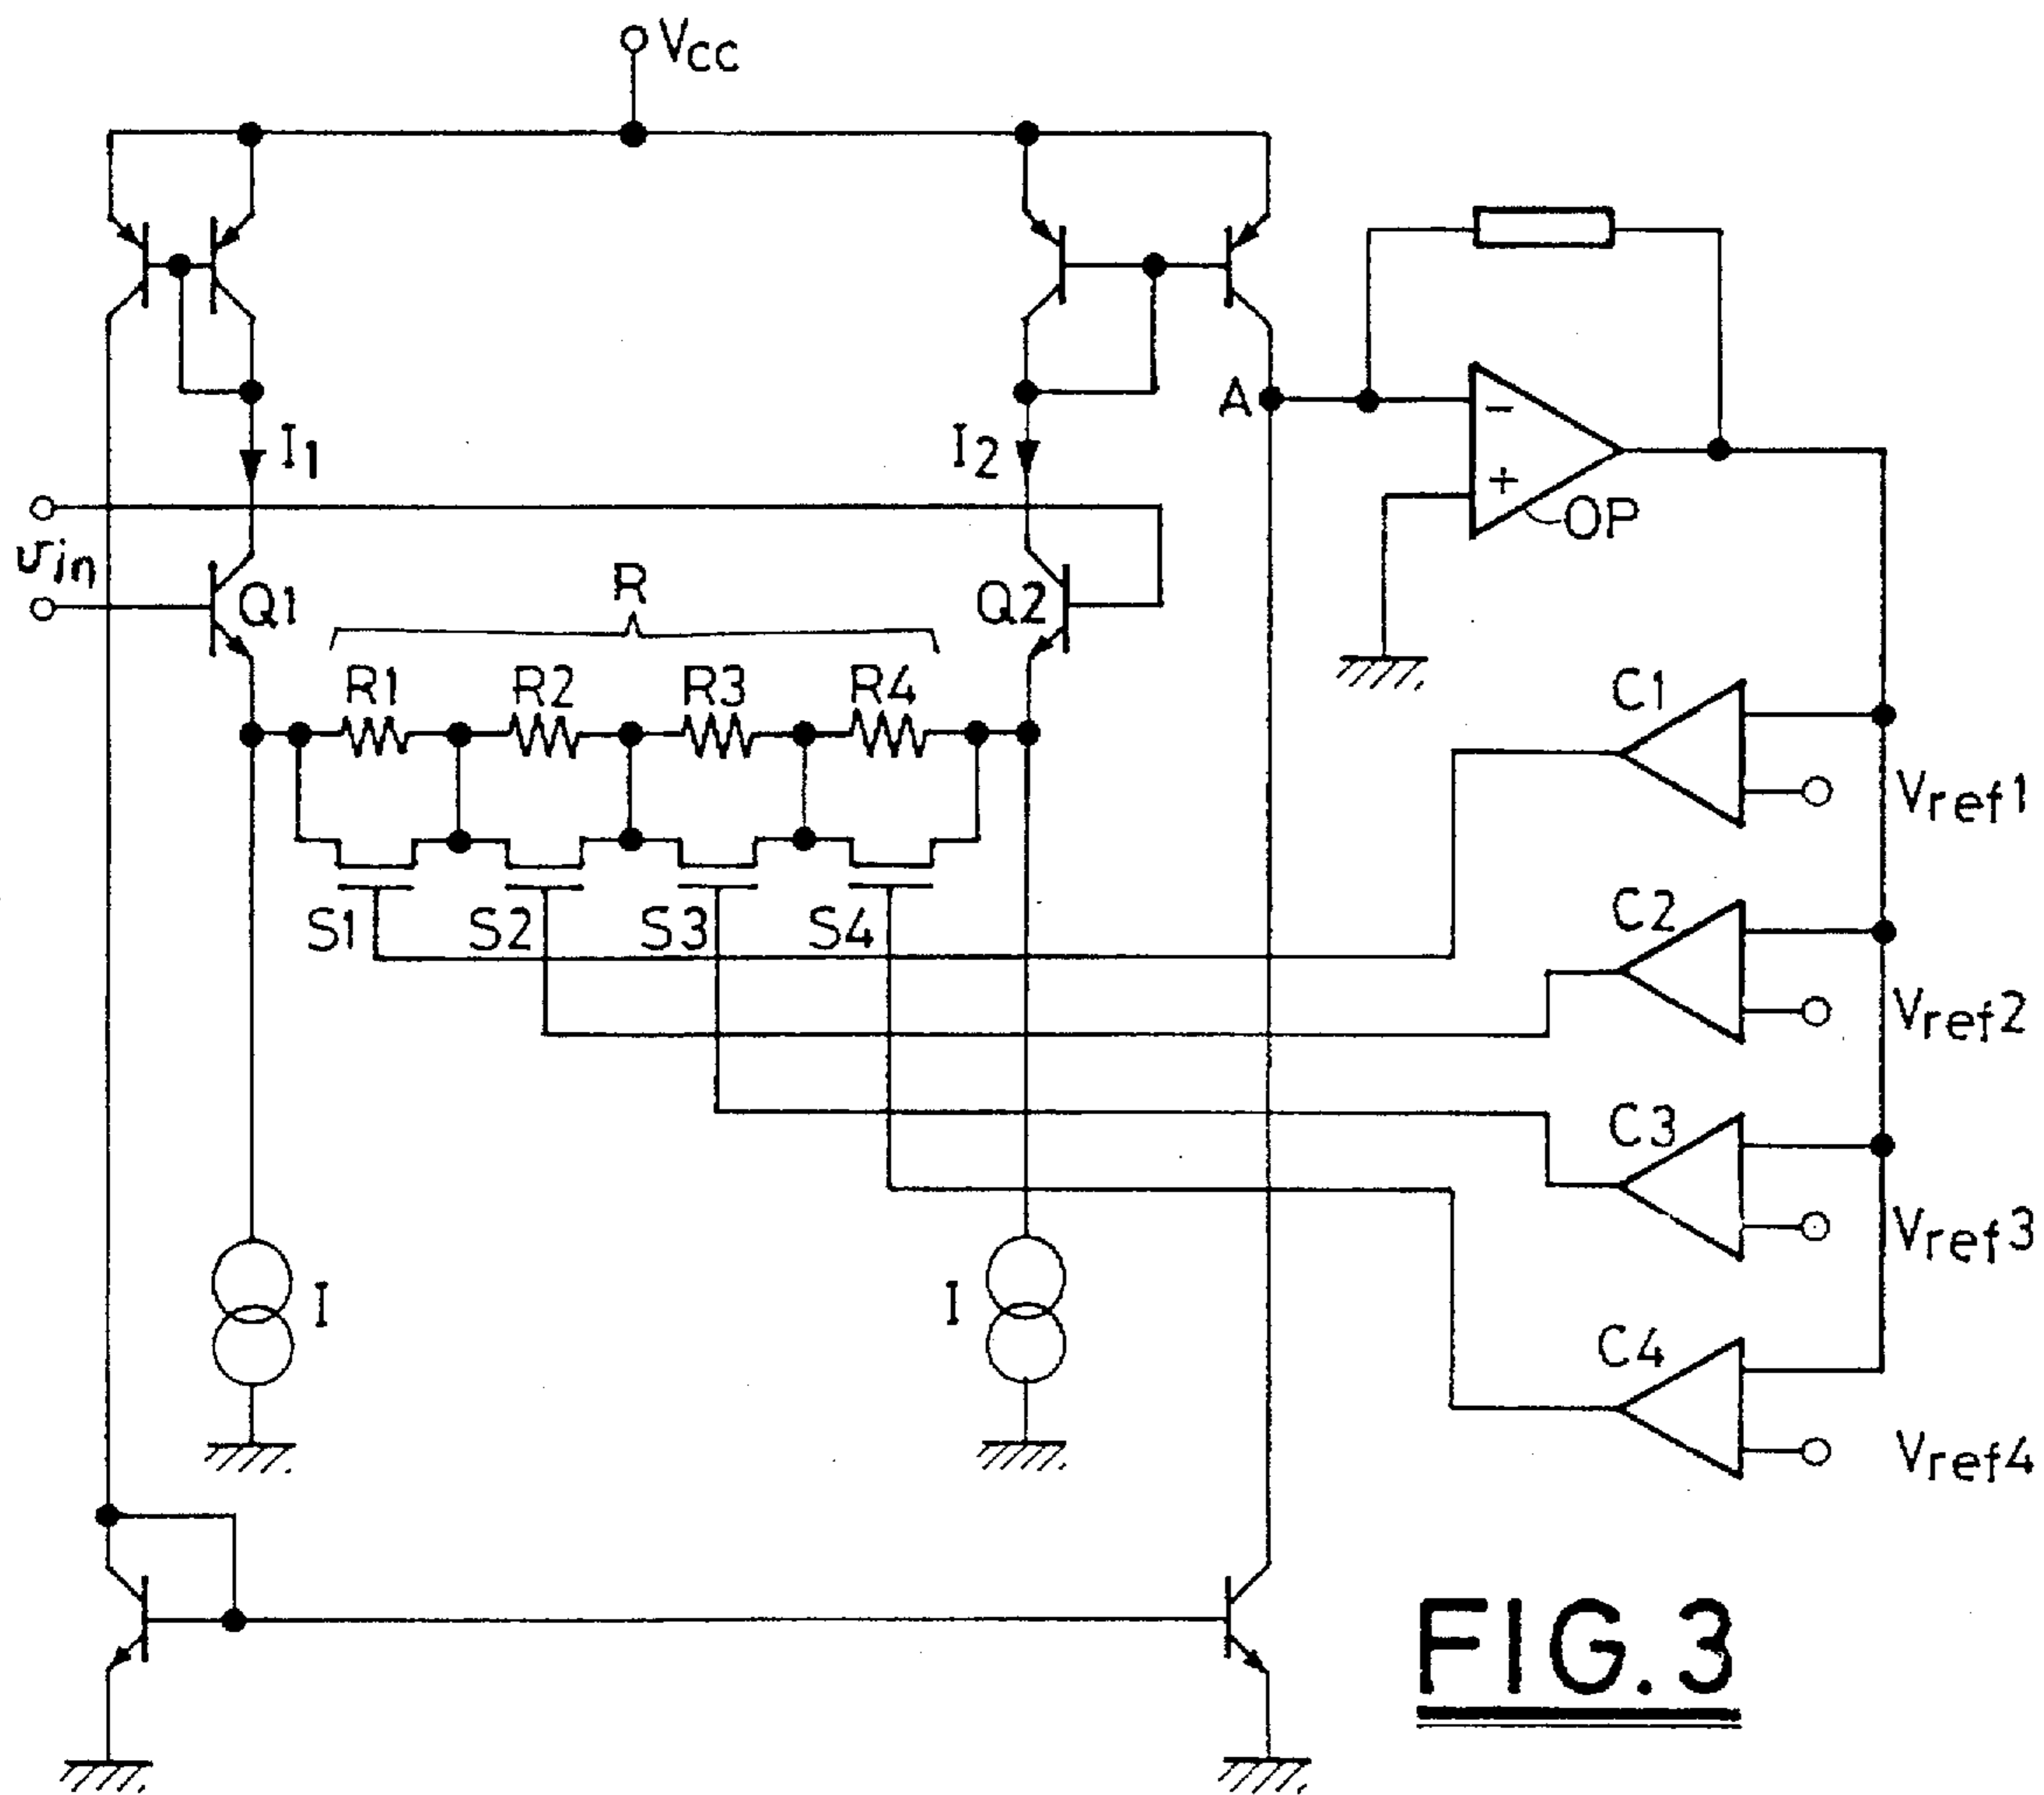 VCC
A
I1
I2
- 
+
OP
vin
Q1
R
Q2
R1
R2
R3
R4
C1
Vref1
S1
S2
S3
S4
C2
Vref2
C3
Vref3
I
I
C4
Vref4
FIG.3